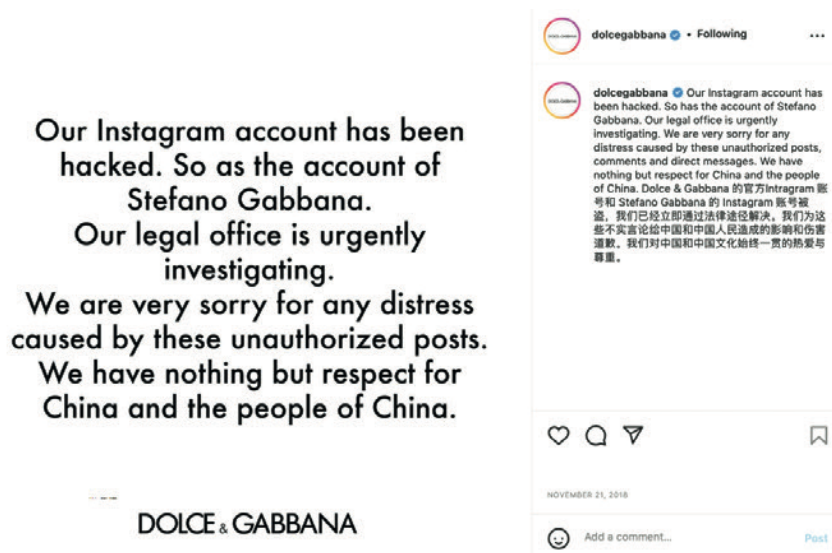 Our Instagram account has been
hacked. So as the account of
Stefano Gabbana.
Our legal office is urgently
investigating.
We are very sorry for any distress
caused by these unauthorized posts.
We have nothing but respect for
China and the people of China.
DOLCE & GABBANA
dolcegabbana • Following
dolcegabbana Our Instagram account has
been hacked. So has the account of Stefano
Gabbana. Our legal office is urgently
investigating. We are very sorry for any
distress caused by these unauthorized posts,
comments and direct messages. We have
nothing but respect for China and the people
of China. Dolce & Gabbana 的官方Intragram 账
号和 Stefano Gabbana 的 Instagram 账号被
盗，我们已经立即通过法律途径解决。我们为这
些不实言论给中国和中国人民造成的影响和伤害
道歉。我们对中国和中国文化始终一贯的热爱与
尊重。
NOVEMBER 21, 2018
Add a comment...
Post